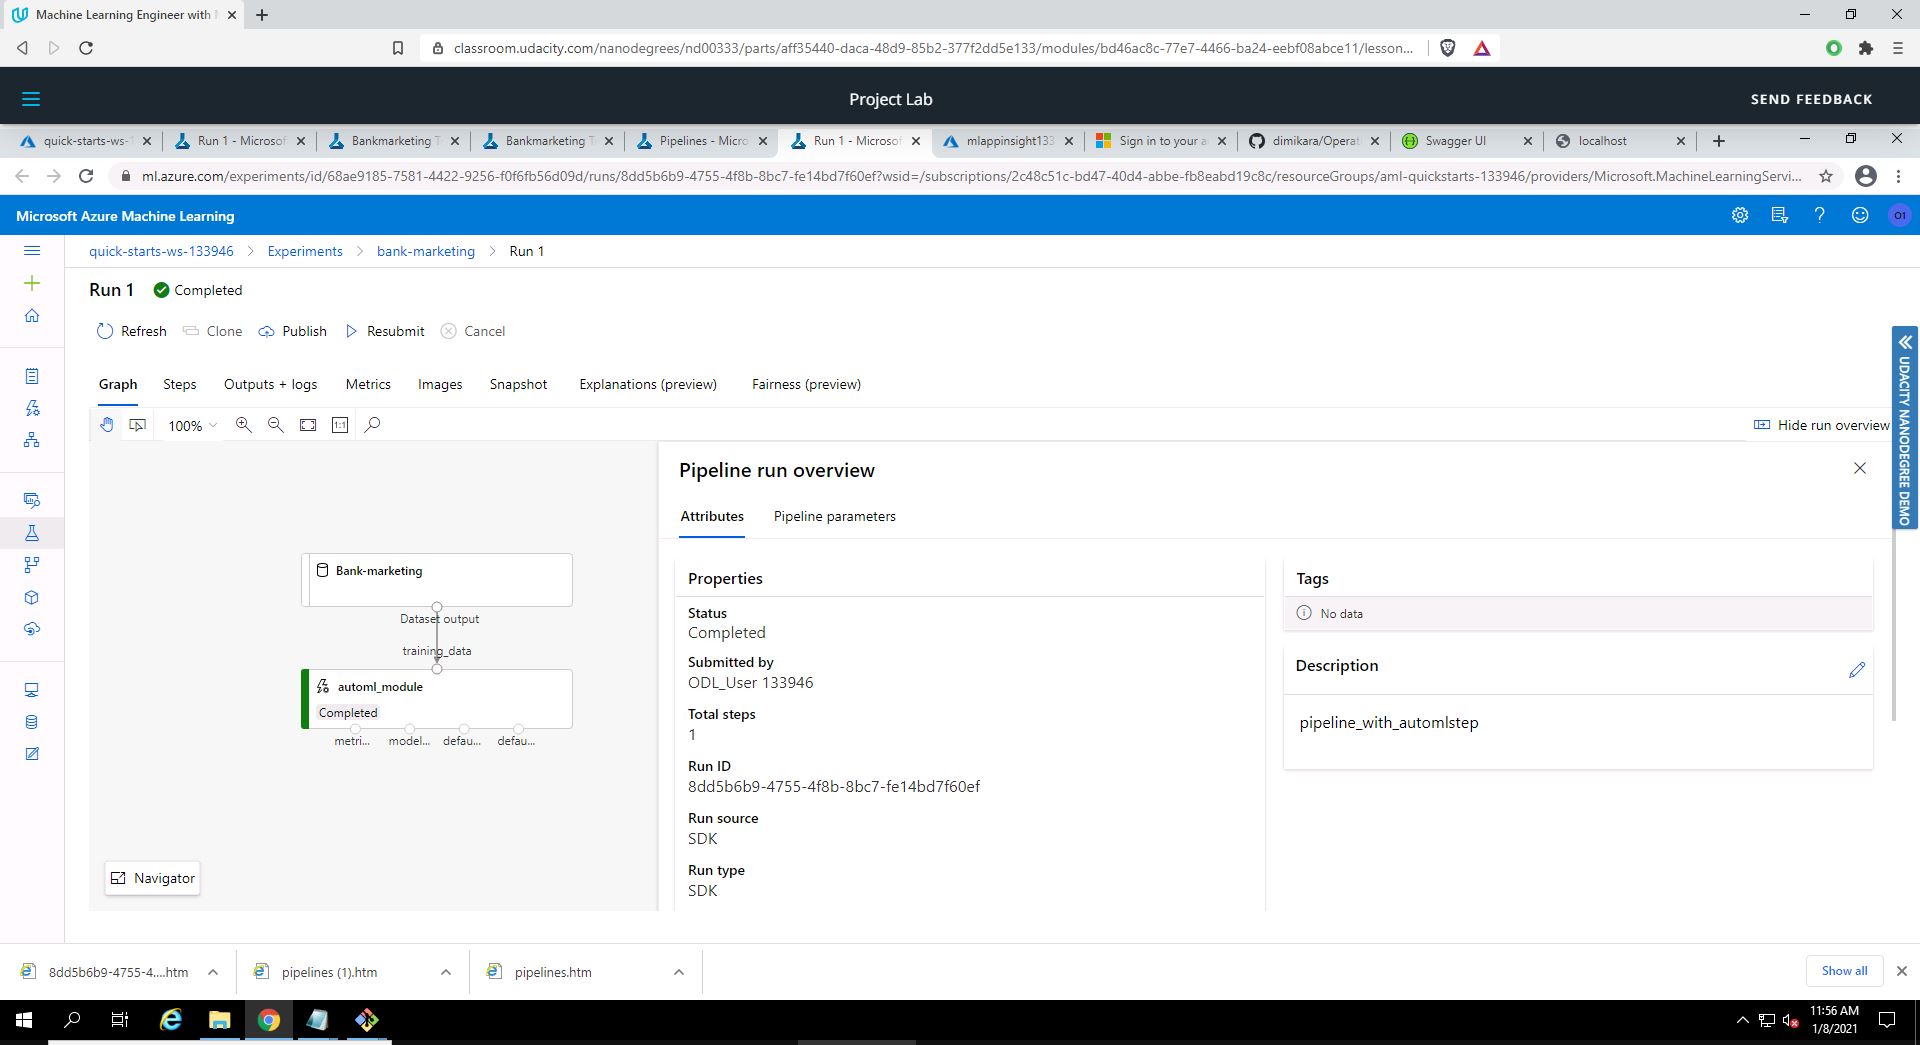 Machine Learning Engineer with
classroom.udacity.com/nanodegrees/nd00333/parts/aff35440-daca-48d9-85b2-377f2dd5e133/modules/bd46ac8c-77e7-4466-ba24-eebf08abce11/lesson...
Project Lab
SEND FEEDBACK
quick-starts-ws-1
Run 1 - Microsof
Bankmarketing T
Bankmarketing T
Pipelines - Micro
Run 1 - Microsof
mlappinsight133
Sign in to your a
dimikara/Operat
Swagger UI
localhost
ml.azure.com/experiments/id/68ae9185-7581-4422-9256-f0f6fb56d09d/runs/8dd5b6b9-4755-4f8b-8bc7-fe14bd7f60ef?wsid=/subscriptions/2c48c51c-bd47-40d4-abbe-fb8eabd19c8c/resourceGroups/aml-quickstarts-133946/providers/Microsoft.MachineLearningServi...
Microsoft Azure Machine Learning
O1
quick-starts-ws-133946 > Experiments > bank-marketing > Run 1
Run 1 Completed
Refresh Clone Publish Resubmit Cancel
Graph Steps Outputs + logs Metrics Images Snapshot Explanations (preview) Fairness (preview)
100% 1:1 Hide run overview
UDACITY NANODEGREE DEMO
Pipeline run overview
Attributes Pipeline parameters
Bank-marketing
Dataset output
training_data
automl_module
Completed
metri... model... defau... defau...
Navigator
Properties
Status
Completed
Submitted by
ODL_User 133946
Total steps
1
Run ID
8dd5b6b9-4755-4f8b-8bc7-fe14bd7f60ef
Run source
SDK
Run type
SDK
Tags
No data
Description
pipeline_with_automlstep
8dd5b6b9-4755-4....htm
pipelines (1).htm
pipelines.htm
Show all
11:56 AM
1/8/2021